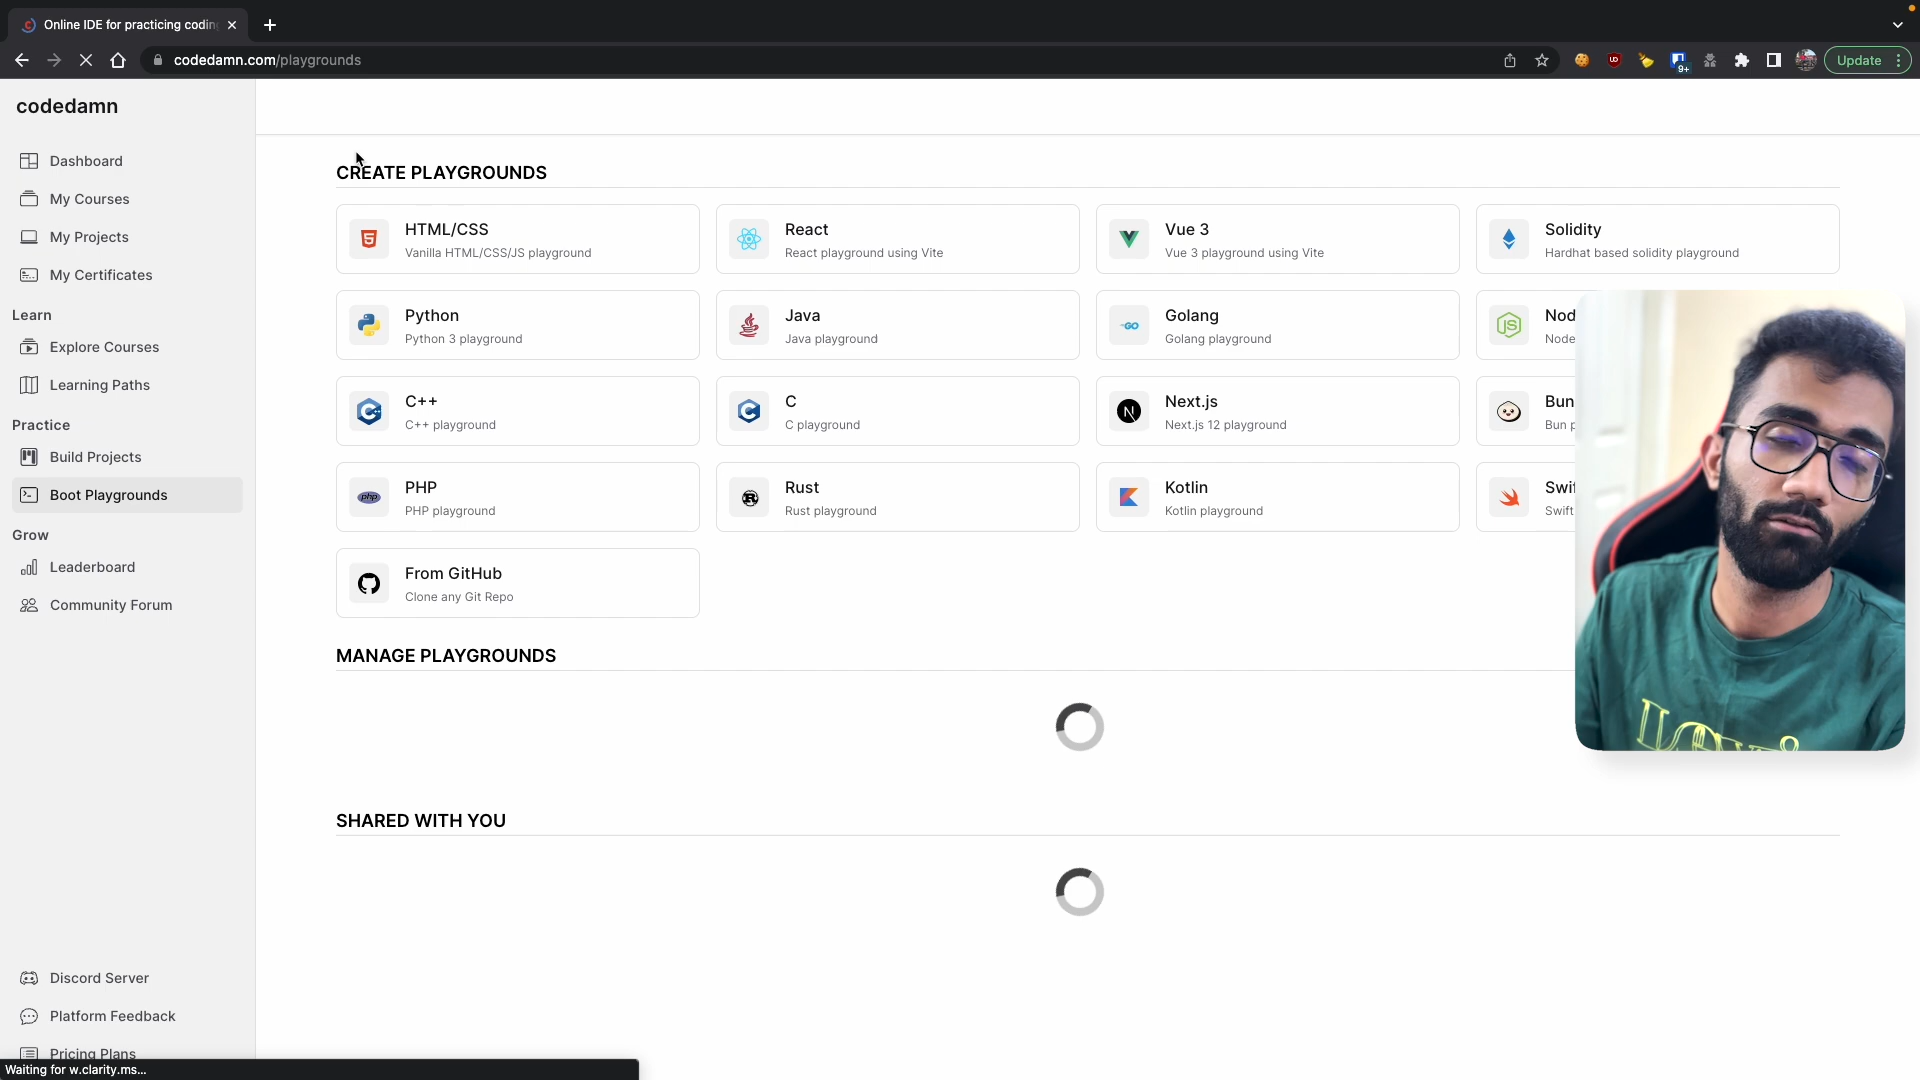 Online IDE for practicing codin
codedamn.com/playgrounds
Update
codedamn
Dashboard
My Courses
My Projects
My Certificates
Learn
Explore Courses
Learning Paths
Practice
Build Projects
Boot Playgrounds
Grow
Leaderboard
Community Forum
Discord Server
Platform Feedback
Pricing Plans
Waiting for w.clarity.ms...
CREATE PLAYGROUNDS
HTML/CSS
Vanilla HTML/CSS/JS playground
React
React playground using Vite
Vue 3
Vue 3 playground using Vite
Solidity
Hardhat based solidity playground
Python
Python 3 playground
Java
Java playground
Golang
Golang playground
Nod
Node
C++
C++ playground
C
C playground
Next.js
Next.js 12 playground
Bun
Bun p
PHP
PHP playground
Rust
Rust playground
Kotlin
Kotlin playground
Swif
Swift
From GitHub
Clone any Git Repo
MANAGE PLAYGROUNDS
SHARED WITH YOU